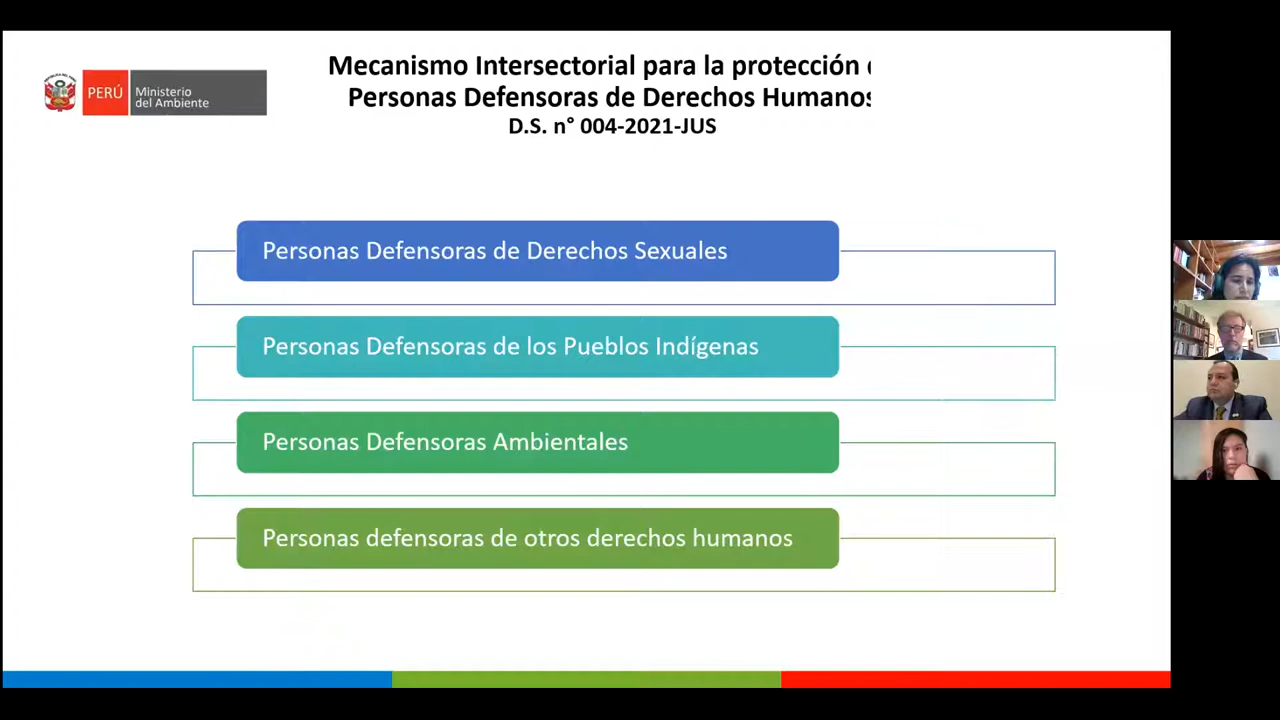 Mecanismo Intersectorial para la protección
Personas Defensoras de Derechos Humanos
D.S. n° 004-2021-JUS
PERÚ
Ministerio
del Ambiente
Personas Defensoras de Derechos Sexuales
Personas Defensoras de los Pueblos Indígenas
Personas Defensoras Ambientales
Personas defensoras de otros derechos humanos